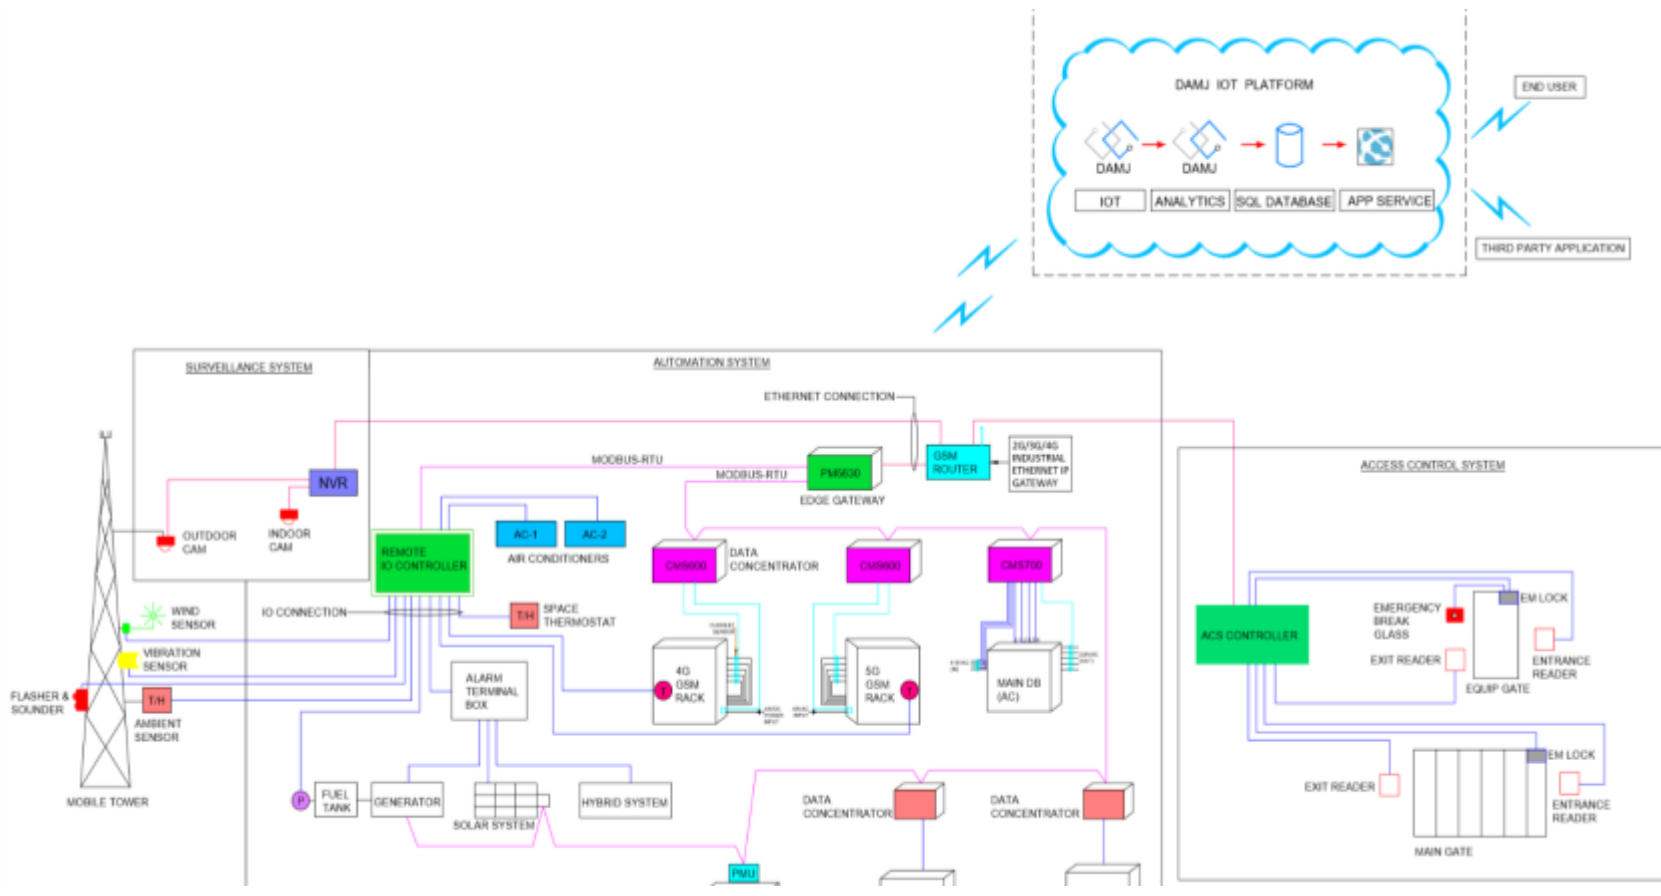 DAMJ IOT PLATFORM
END USER
DAMJ
DAMJ
IOT
ANALYTICS
SQL DATABASE
APP SERVICE
THIRD PARTY APPLICATION
SURVEILLANCE SYSTEM
AUTOMATION SYSTEM
ETHERNET CONNECTION
GSM
ROUTER
2G/3G/4G
INDUSTRIAL
ETHERNET IP
GATEWAY
MODBUS-RTU
MODBUS-RTU
PM5630
EDGE GATEWAY
ACCESS CONTROL SYSTEM
NVR
OUTDOOR
CAM
INDOOR
CAM
REMOTE
IO CONTROLLER
AC-1
AC-2
AIR CONDITIONERS
DATA
CONCENTRATOR
CMS700
IO CONNECTION
T/H
SPACE
THERMOSTAT
WIND
SENSOR
VIBRATION
SENSOR
FLASHER &
SOUNDER
T/H
AMBIENT
SENSOR
MOBILE TOWER
ALARM
TERMINAL
BOX
4G
GSM
RACK
T
5G
GSM
RACK
T
MAIN DB
(AC)
P
FUEL
TANK
GENERATOR
SOLAR SYSTEM
HYBRID SYSTEM
DATA
CONCENTRATOR
DATA
CONCENTRATOR
PMU
ACS CONTROLLER
EMERGENCY
BREAK
GLASS
EM LOCK
EXIT READER
ENTRANCE
READER
EQUIP GATE
EM LOCK
EXIT READER
ENTRANCE
READER
MAIN GATE